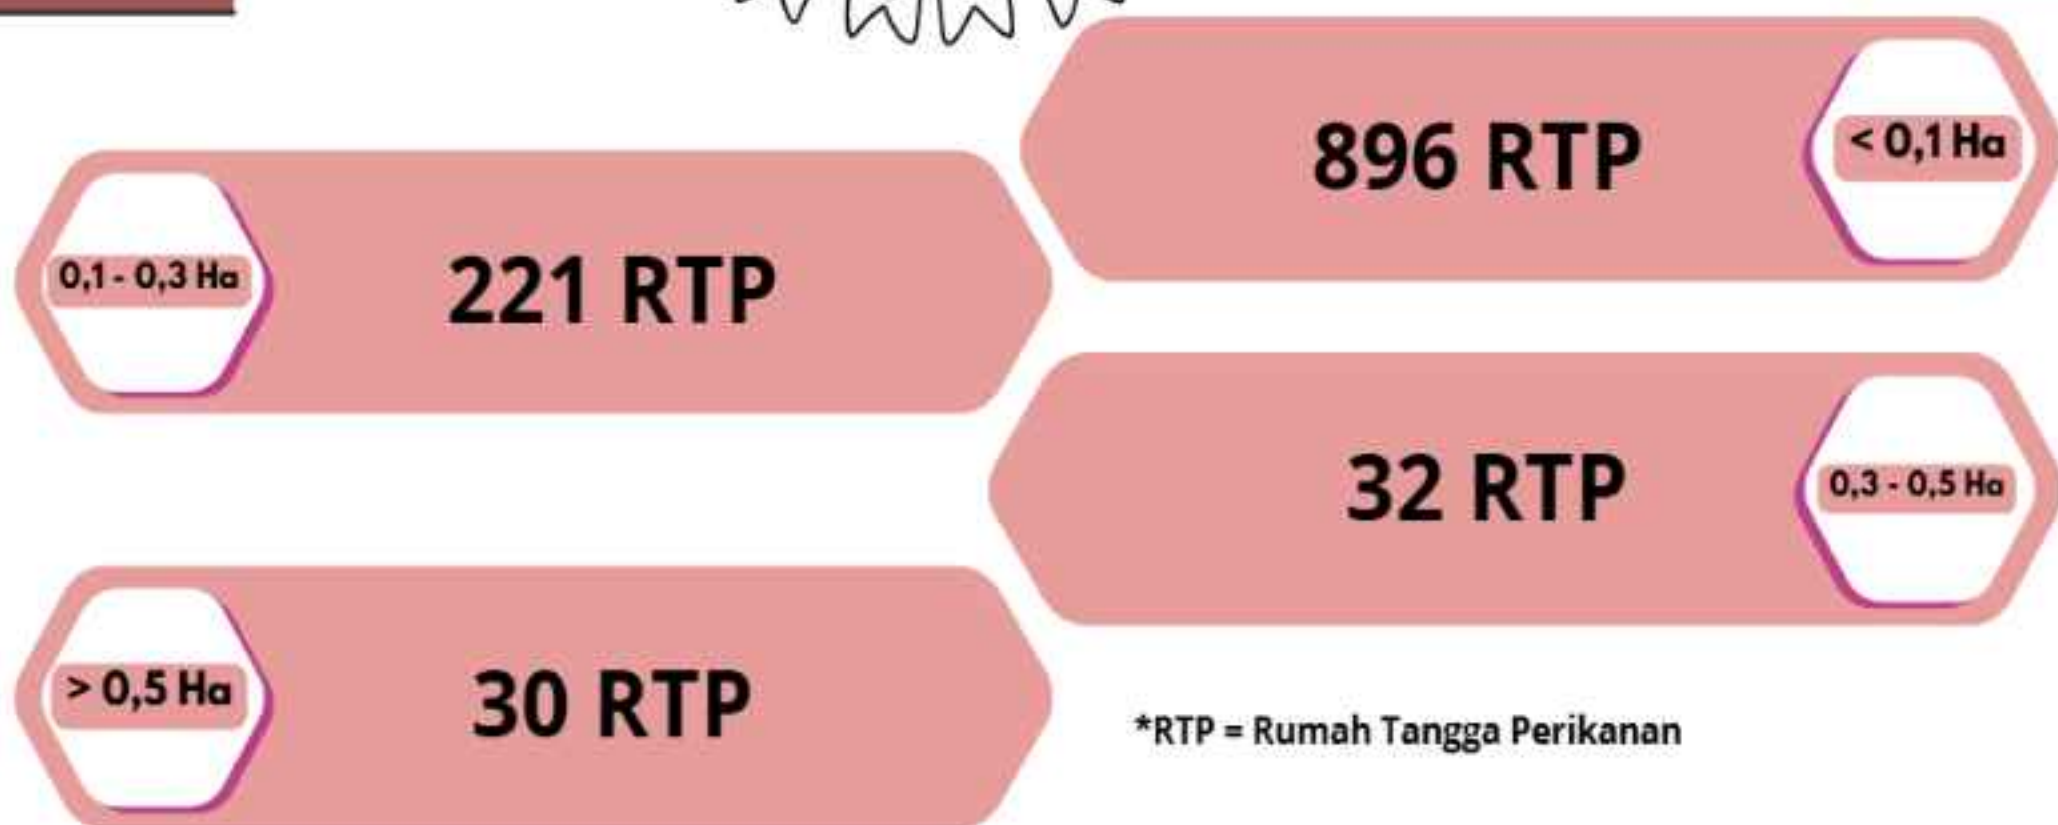 < 0,1 Ha
896 RTP
0,1 - 0,3 Ha
221 RTP
0,3 - 0,5 Ha
32 RTP
> 0,5 Ha
30 RTP
*RTP = Rumah Tangga Perikanan